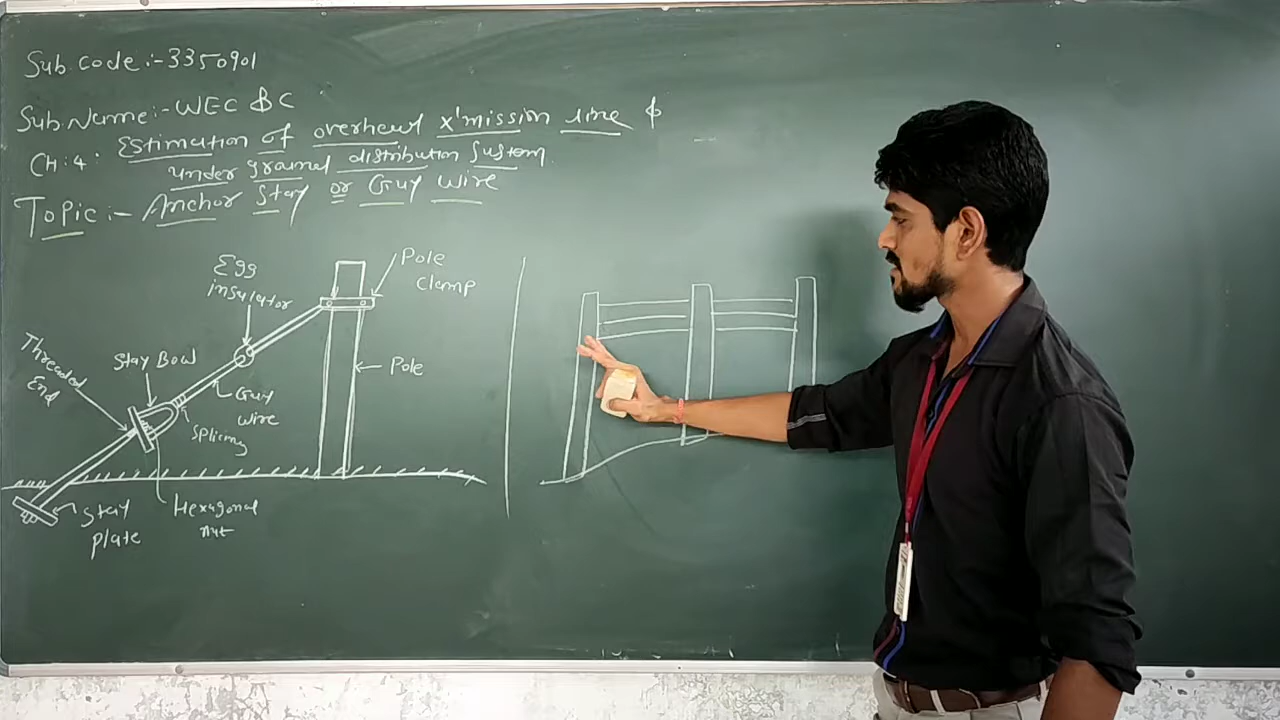 Sub. Code:-3350901
Sub. Name:- WEC & C
CH:4: Estimation of overhead x'mission line &
under ground distribution System.
Topic:- Anchor Stay or Guy wire
Egg
insulator
Pole
Clamp
Threaded
End
Stay Bow
Pole
Guy
wire
Splicing
Stay
plate
Hexagonal
nut